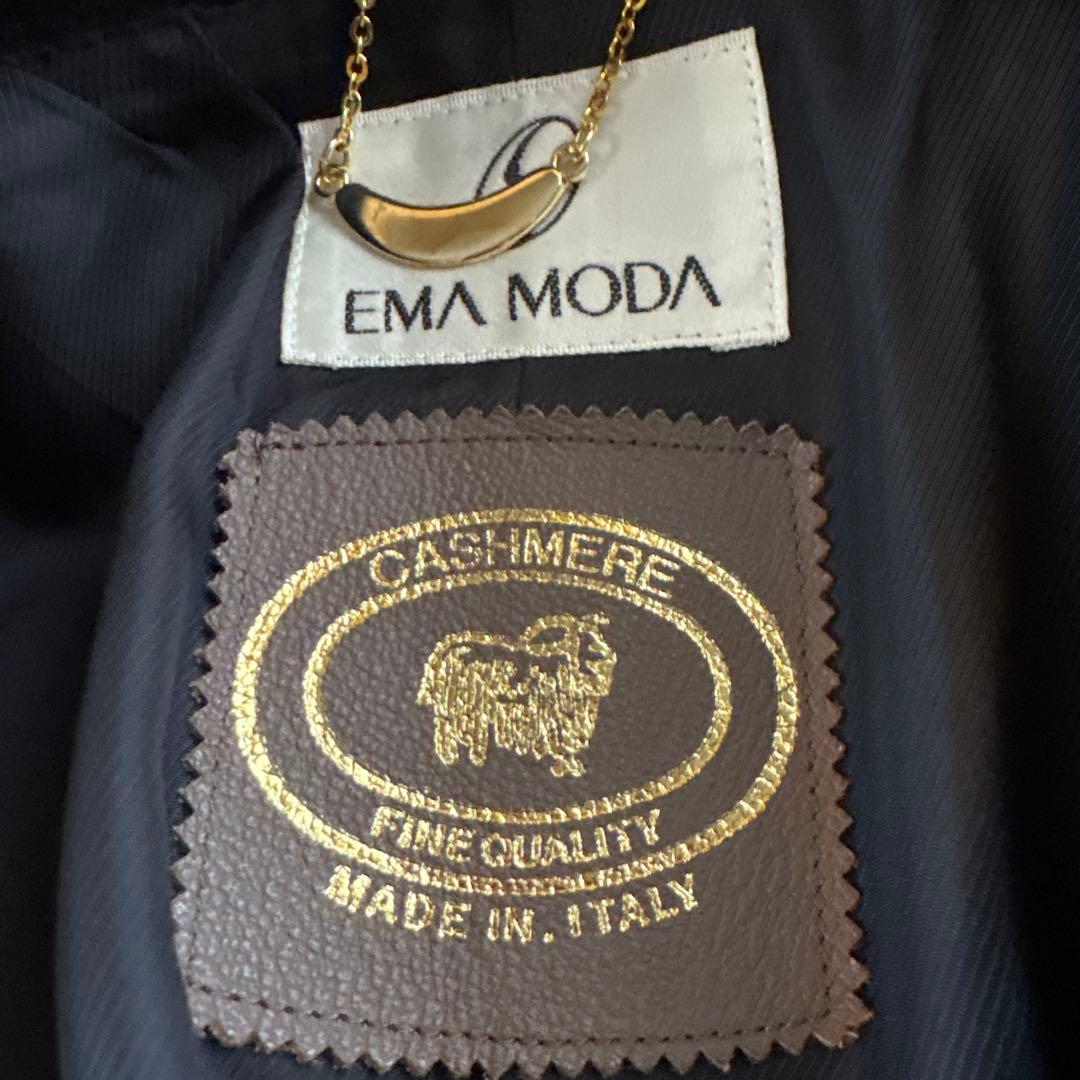 EMA MODA
CASHMERE
FINE QUALITY
MADE IN. ITALY